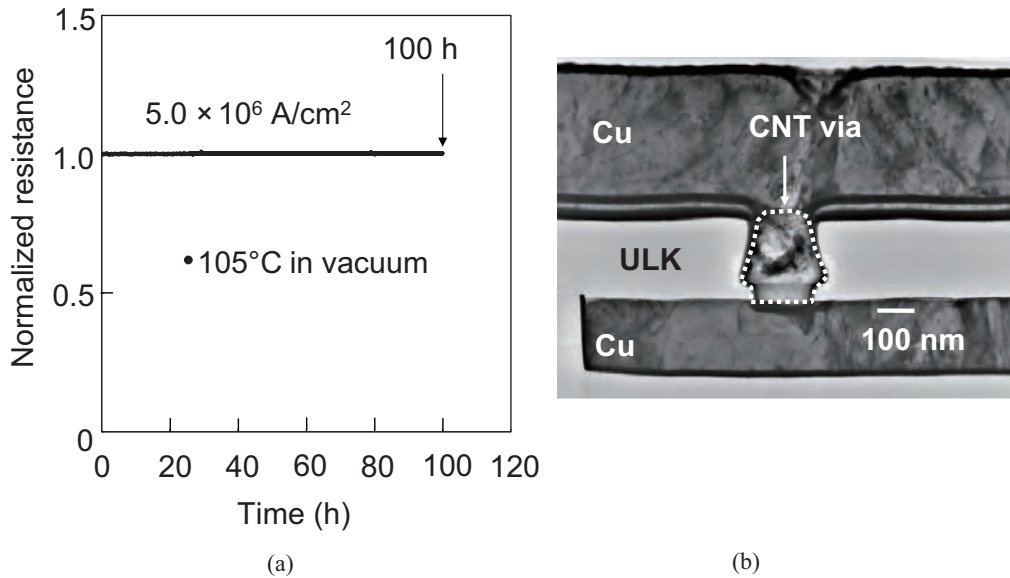 1.5
100 h
5.0 × 10⁶ A/cm²
1.0
Normalized resistance
• 105°C in vacuum
0.5
0
0 20 40 60 80 100 120
Time (h)
(a)
Cu
CNT via
ULK
100 nm
Cu
(b)